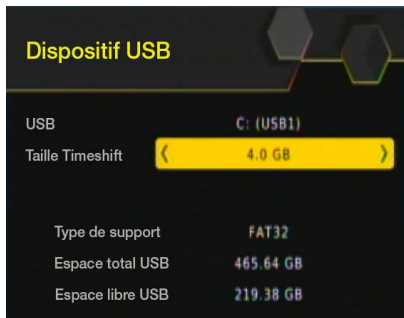 Dispositif USB
USB C: (USB1)
Taille Timeshift 4.0 GB
Type de support FAT32
Espace total USB 465.64 GB
Espace libre USB 219.38 GB